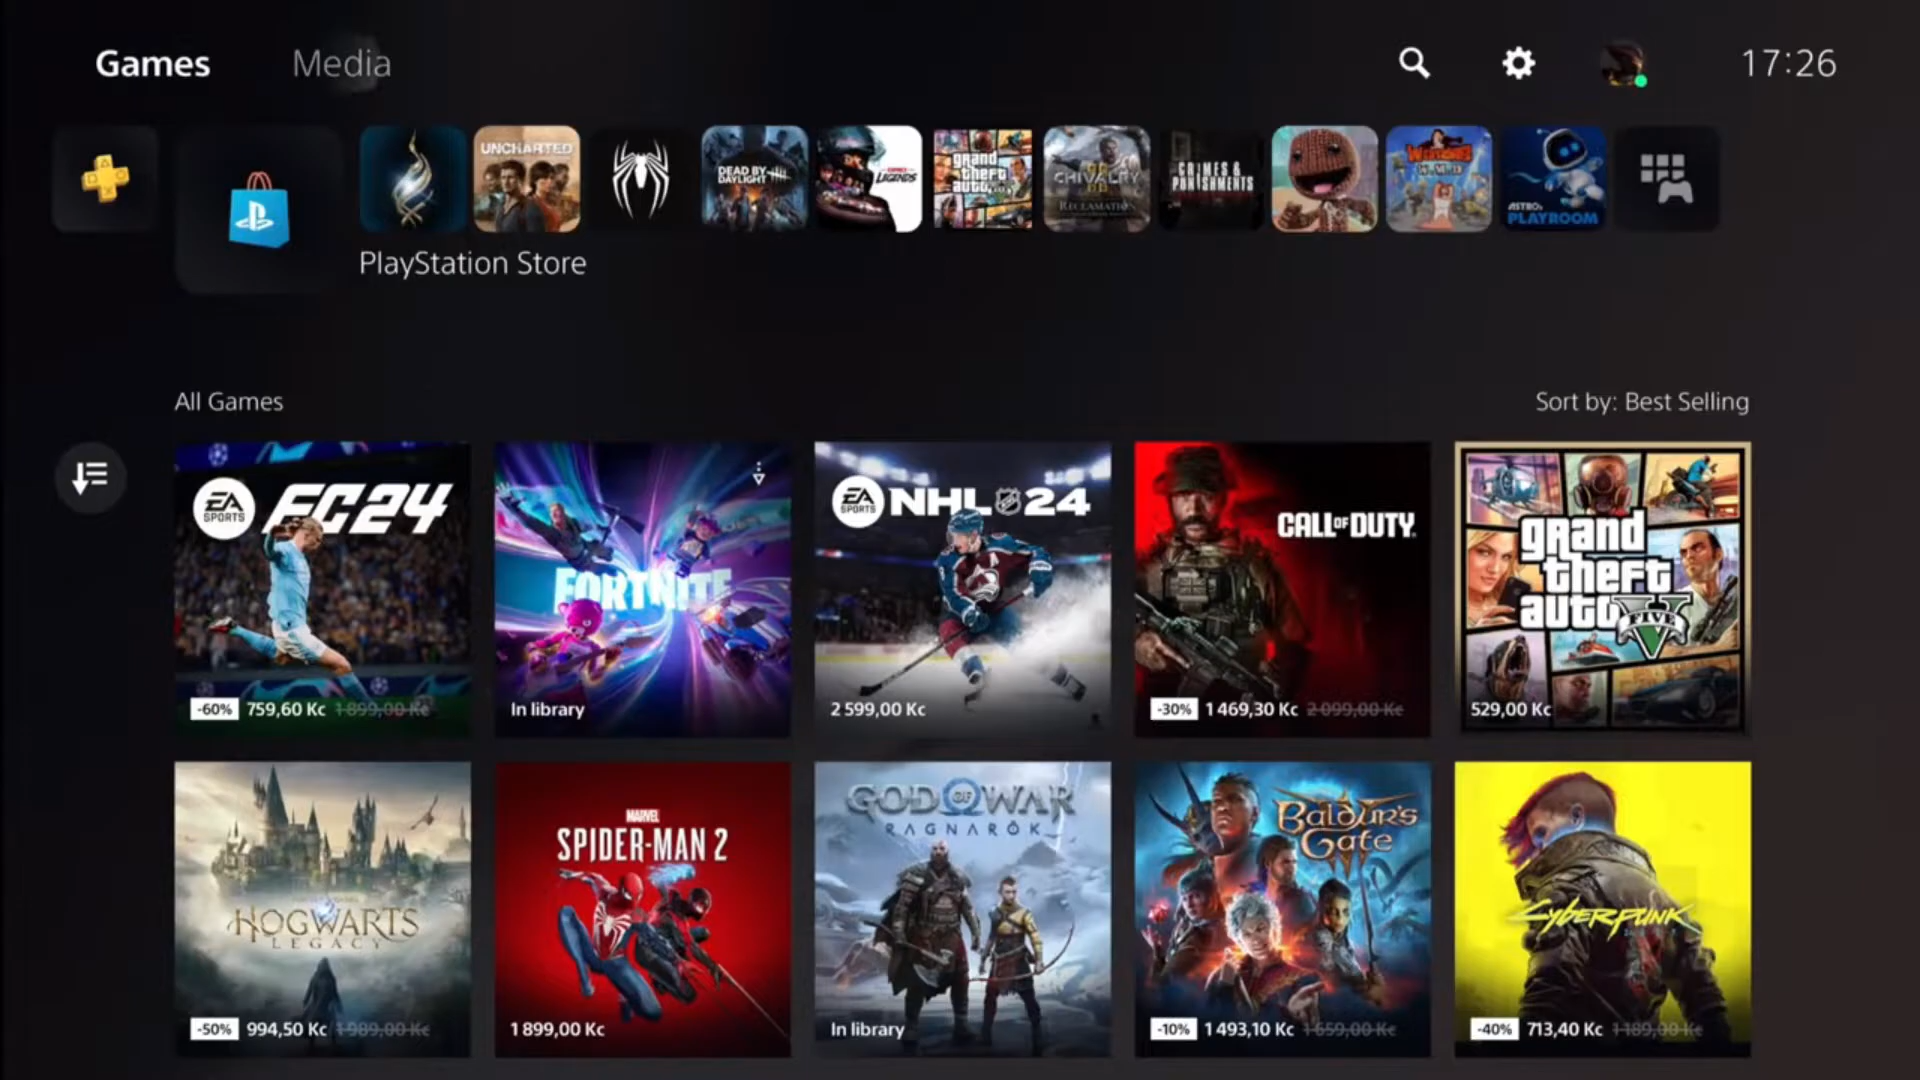 Games
Media
17:26
UNCHARTED
DEAD BY
DAYLIGHT
LEGENDS
grand
theft
auto
CHIVALRY
RECLAMATION
CRIMES &
PUNISHMENTS
ASTRO's
PLAYROOM
PlayStation Store
All Games
Sort by: Best Selling
EA
SPORTS
FC24
-60% 759,60 Kc 1 899,00 Kc
FORTNITE
In library
EA
SPORTS
NHL 24
2 599,00 Kc
CALL OF DUTY
-30% 1 469,30 Kc 2 099,00 Kc
grand
theft
auto
V
FIVE
529,00 Kc
HOGWARTS
LEGACY
-50% 994,50 Kc 1 989,00 Kc
MARVEL
SPIDER-MAN 2
1 899,00 Kc
GOD OF WAR
RAGNARÖK
In library
BALDUR'S
GATE
-10% 1 493,10 Kc 1 659,00 Kc
CYBERPUNK
-40% 713,40 Kc 1 189,00 Kc